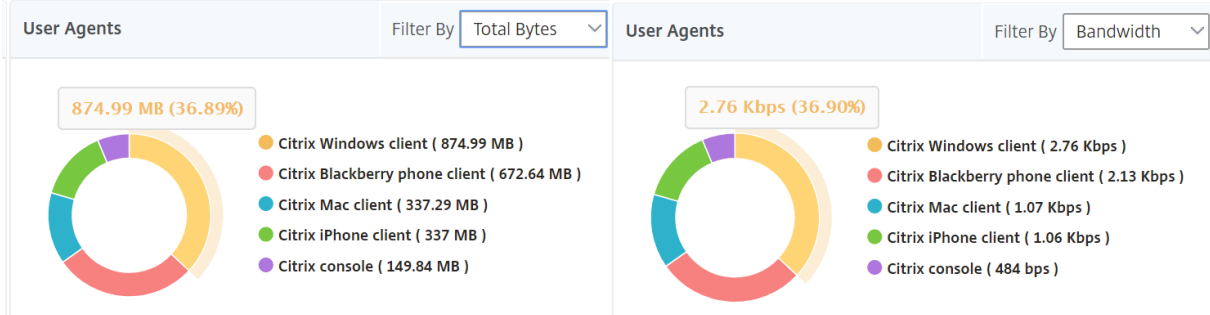 User Agents
Filter By Total Bytes
874.99 MB (36.89%)
Citrix Windows client ( 874.99 MB )
Citrix Blackberry phone client ( 672.64 MB )
Citrix Mac client ( 337.29 MB )
Citrix iPhone client ( 337 MB )
Citrix console ( 149.84 MB )
User Agents
Filter By Bandwidth
2.76 Kbps (36.90%)
Citrix Windows client ( 2.76 Kbps )
Citrix Blackberry phone client ( 2.13 Kbps )
Citrix Mac client ( 1.07 Kbps )
Citrix iPhone client ( 1.06 Kbps )
Citrix console ( 484 bps )